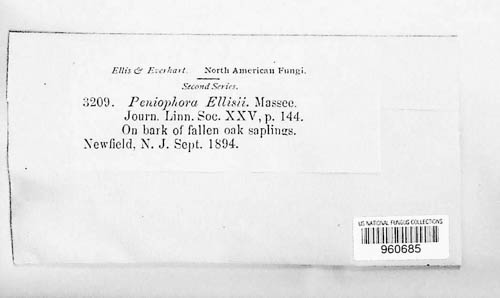 Ellis & Everhart. North American Fungi.
Second Series.
3209. Peniophora Ellisii. Massee.
Journ. Linn. Soc. XXV, p. 144.
On bark of fallen oak saplings.
Newfield, N. J. Sept. 1894.
US NATIONAL FUNGUS COLLECTIONS
960685